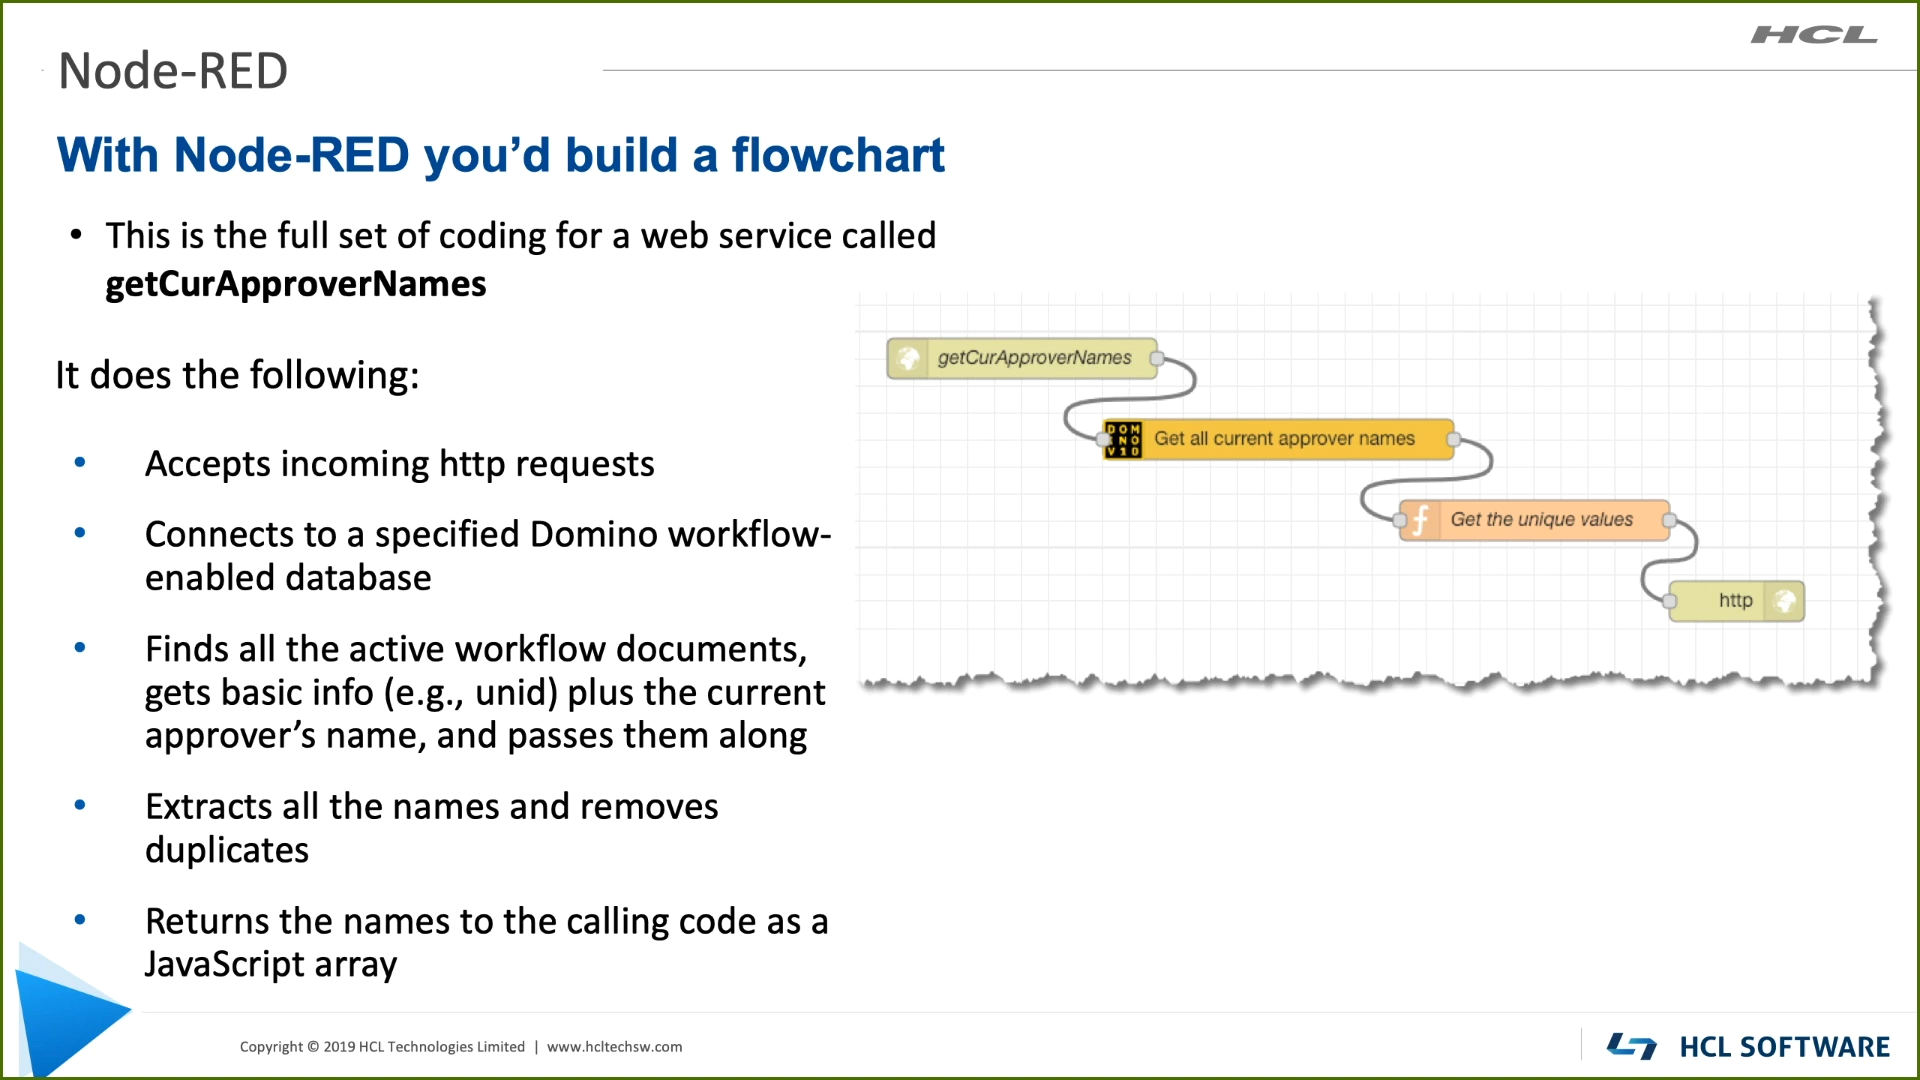 HCL
Node-RED
With Node-RED you’d build a flowchart
• This is the full set of coding for a web service called
getCurApproverNames
It does the following:
• Accepts incoming http requests
• Connects to a specified Domino workflow-
enabled database
• Finds all the active workflow documents,
gets basic info (e.g., unid) plus the current
approver’s name, and passes them along
• Extracts all the names and removes
duplicates
• Returns the names to the calling code as a
JavaScript array
getCurApproverNames
DOM
INO
V10
Get all current approver names
f
Get the unique values
http
Copyright © 2019 HCL Technologies Limited | www.hcltechsw.com
HCL SOFTWARE